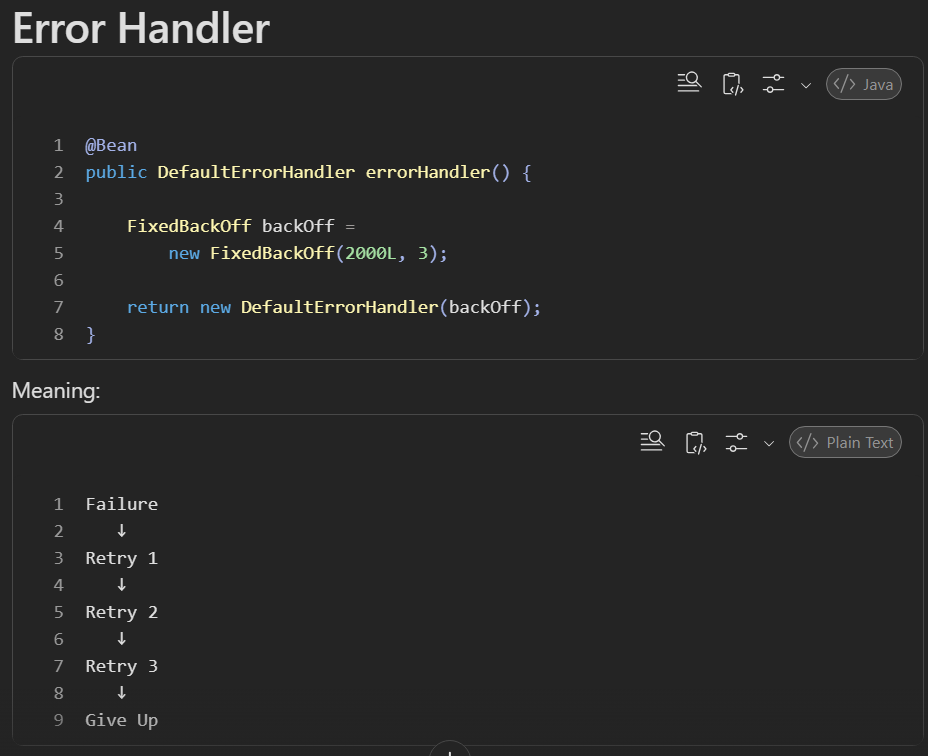 Error Handler
Java
1 @Bean
2 public DefaultErrorHandler errorHandler() {
3
4     FixedBackOff backOff =
5         new FixedBackOff(2000L, 3);
6
7     return new DefaultErrorHandler(backOff);
8 }
Meaning:
Plain Text
1 Failure
2    ↓
3 Retry 1
4    ↓
5 Retry 2
6    ↓
7 Retry 3
8    ↓
9 Give Up